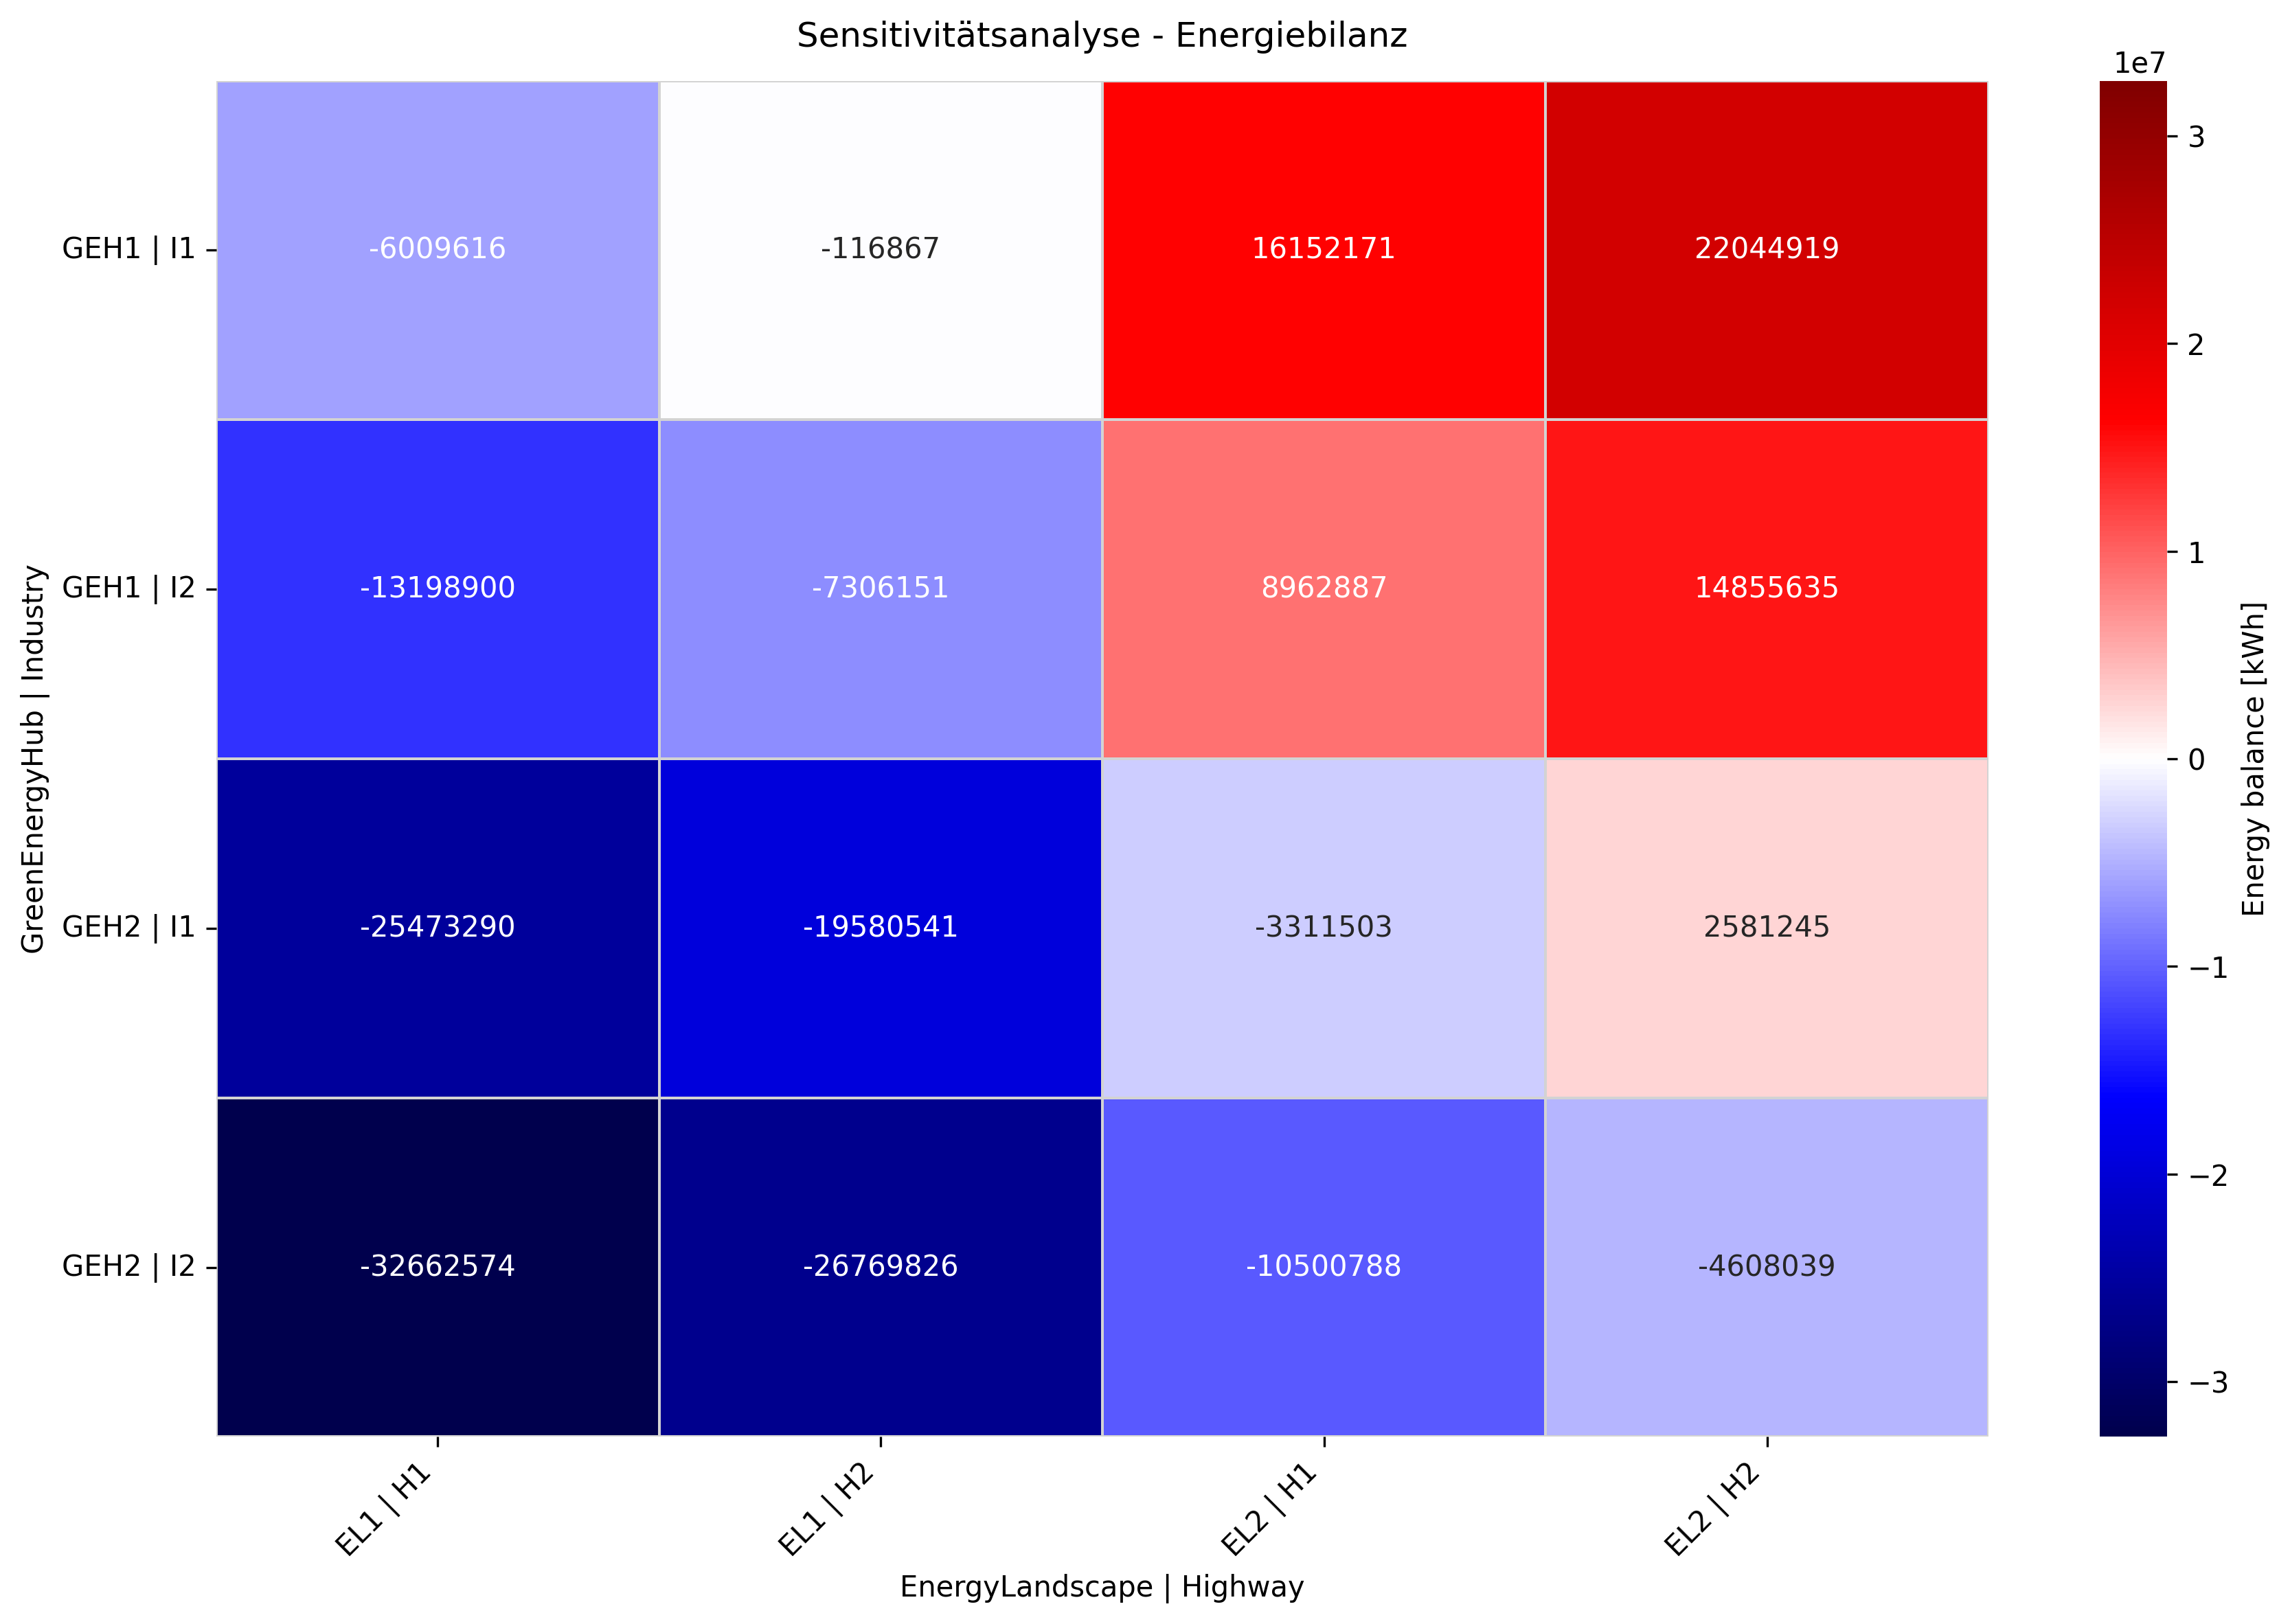 Sensitivitätsanalyse - Energiebilanz
1e7
GEH1 | I1
-6009616
-116867
16152171
22044919
GEH1 | I2
-13198900
-7306151
8962887
14855635
GEH2 | I1
-25473290
-19580541
-3311503
2581245
GEH2 | I2
-32662574
-26769826
-10500788
-4608039
GreenEnergyHub | Industry
EL1 | H1
EL1 | H2
EL2 | H1
EL2 | H2
EnergyLandscape | Highway
3
2
1
0
−1
−2
−3
Energy balance [kWh]